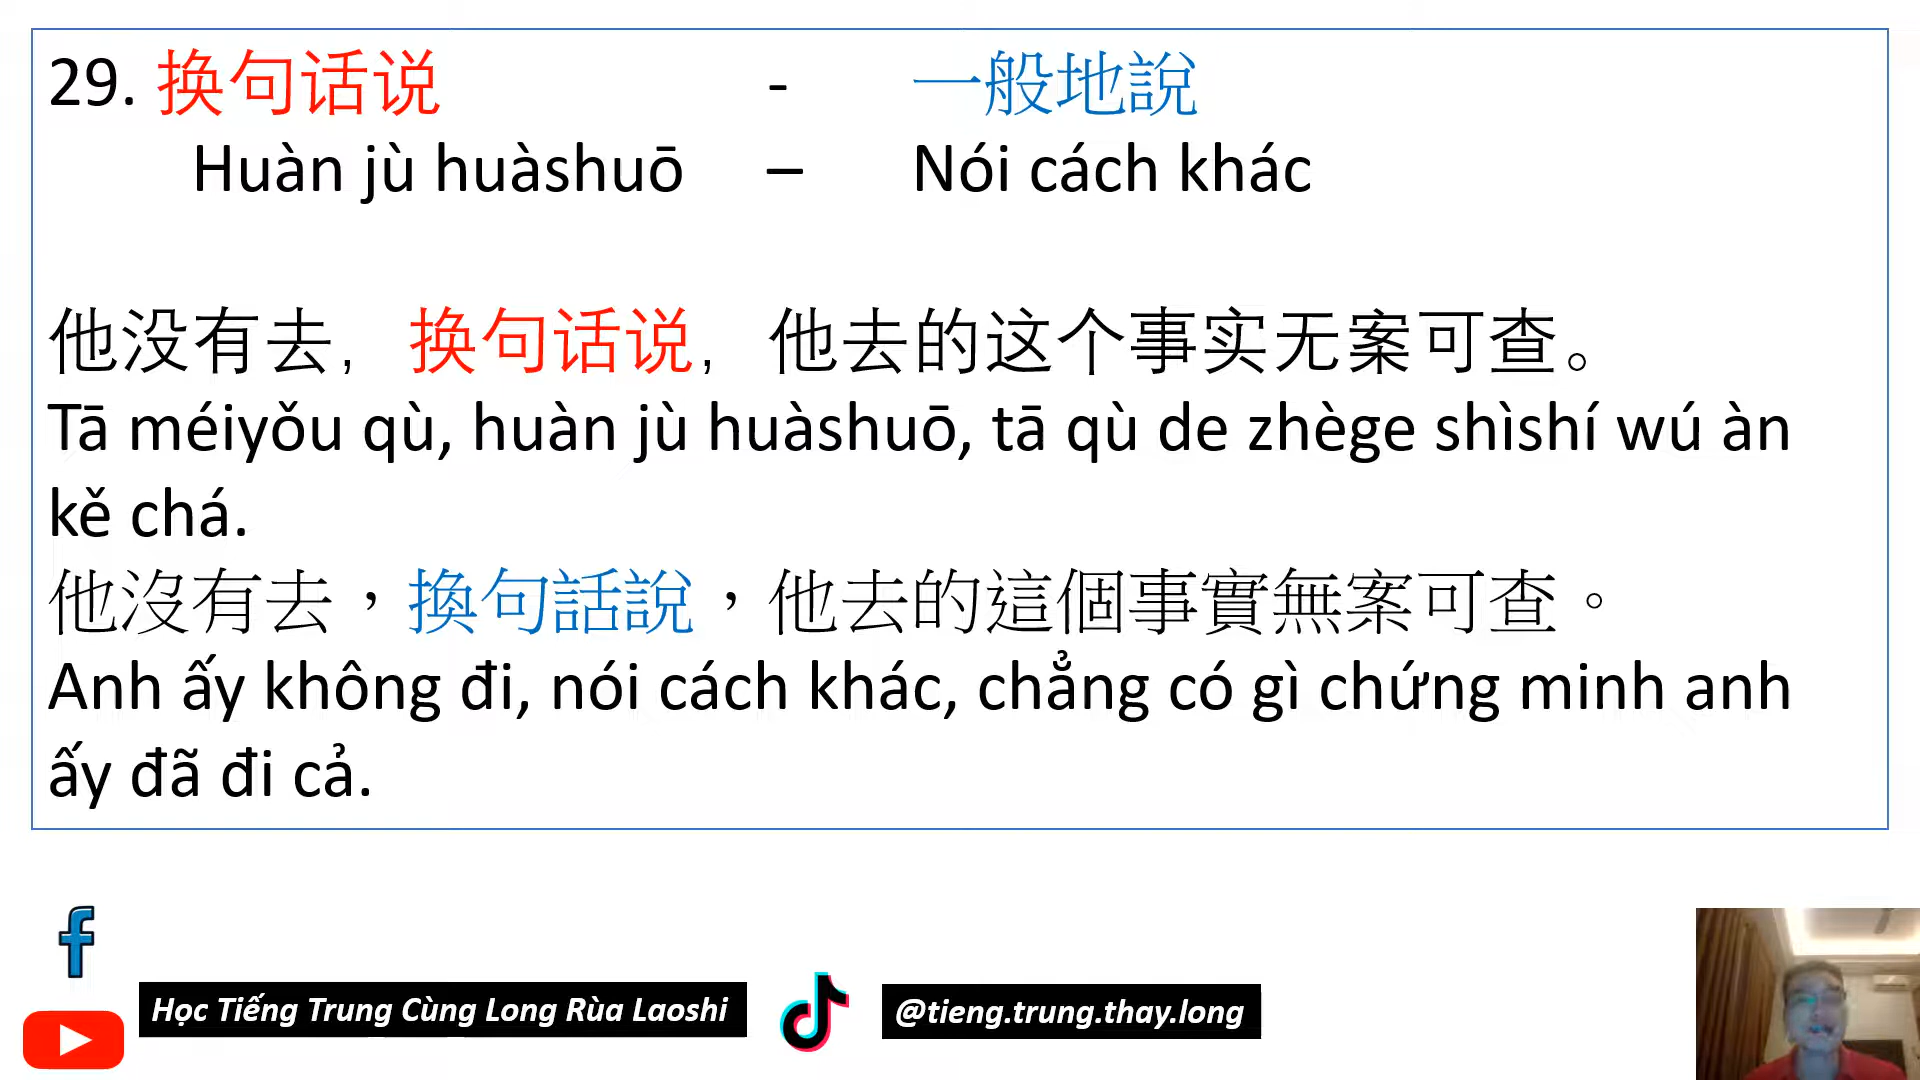 29. 换句话说 - 一般地說
Huàn jù huàshuō – Nói cách khác
他没有去，换句话说，他去的这个事实无案可查。
Tā méiyǒu qù, huàn jù huàshuō, tā qù de zhège shìshí wú àn
kě chá.
他沒有去，換句話說，他去的這個事實無案可查。
Anh ấy không đi, nói cách khác, chẳng có gì chứng minh anh
ấy đã đi cả.
Học Tiếng Trung Cùng Long Rùa Laoshi
@tieng.trung.thay.long